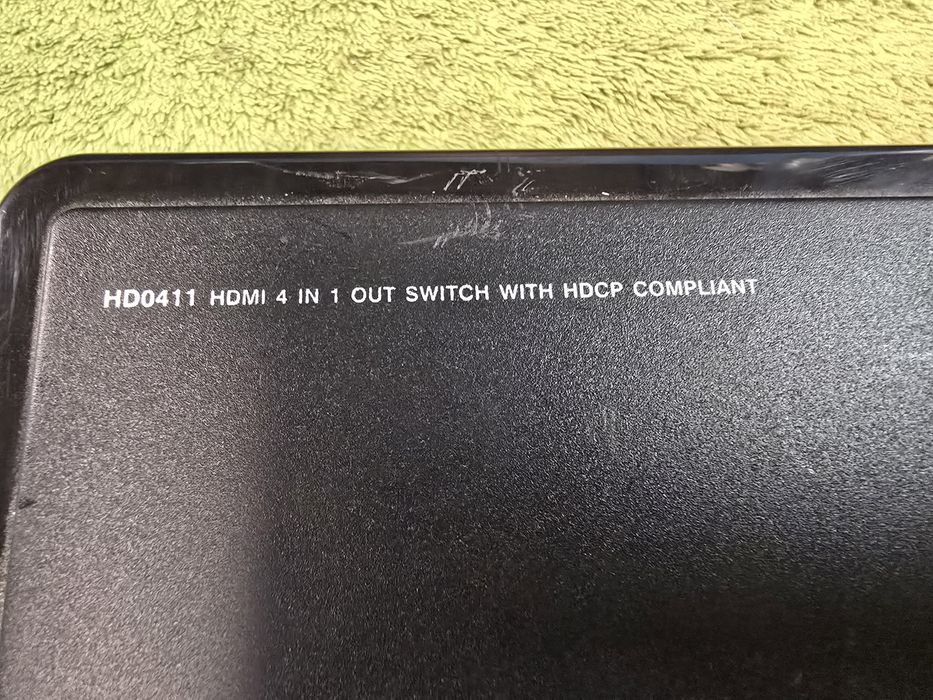 HD0411 HDMI 4 IN 1 OUT SWITCH WITH HDCP COMPLIANT